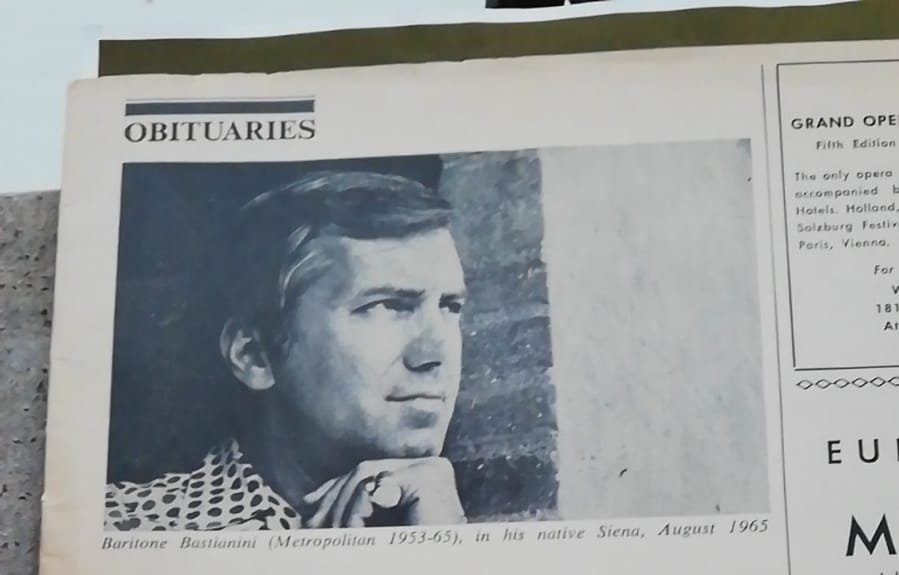 OBITUARIES
Baritone Bastianini (Metropolitan 1953-65), in his native Siena, August 1965
GRAND OPE
Fifth Edition
The only opera
accompanied b
Hotels. Holland,
Salzburg Festiv
Paris, Vienna,
For
W
181
An
EU
M